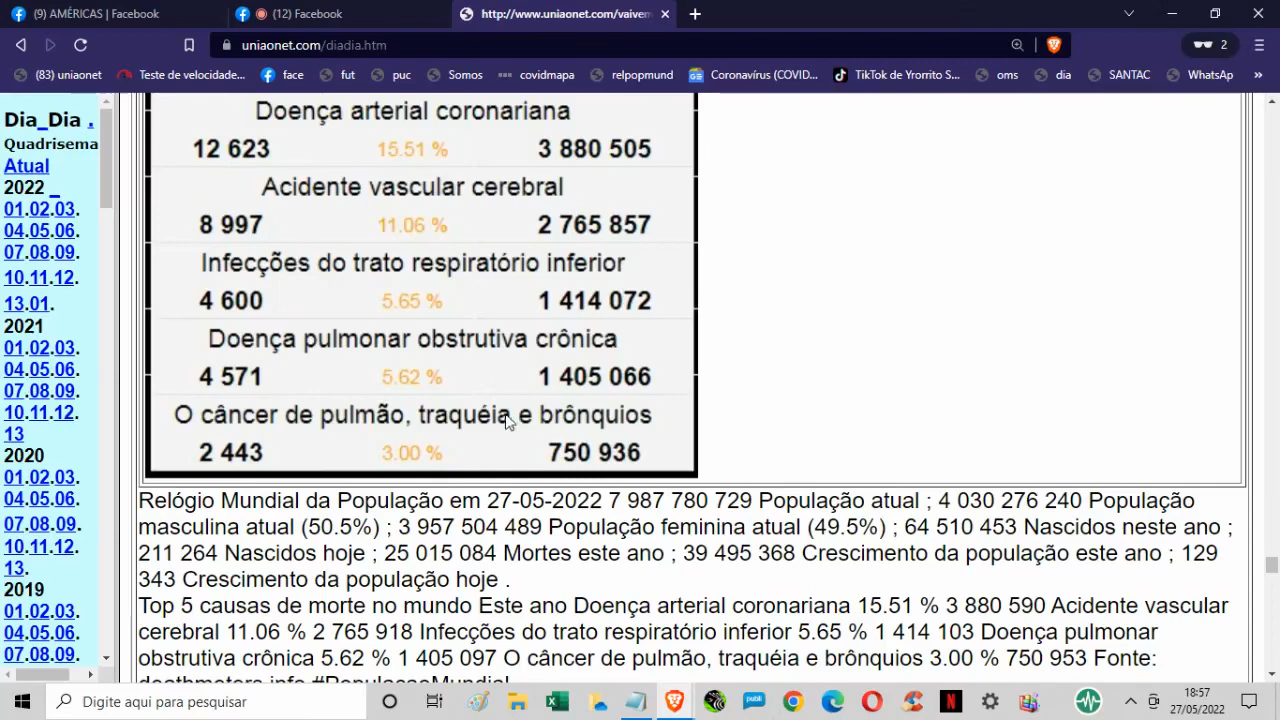 (9) AMÉRICAS | Facebook
(12) Facebook
http://www.uniaonet.com/vaivem
uniaonet.com/diadia.htm
2
(83) uniaonet
Teste de velocidade...
face
fut
puc
Somos
covidmapa
relpopmund
Coronavírus (COVID...
TikTok de Yrorrito S...
oms
dia
SANTAC
WhatsAp
»
Dia_Dia .
Quadrisema
Atual
2022 _
01.02.03.
04.05.06.
07.08.09.
10.11.12.
13.01.
2021
01.02.03.
04.05.06.
07.08.09.
10.11.12.
13
2020
01.02.03.
04.05.06.
07.08.09.
10.11.12.
13.
2019
01.02.03.
04.05.06.
07.08.09.
Doença arterial coronariana
12 623 15.51 % 3 880 505
Acidente vascular cerebral
8 997 11.06 % 2 765 857
Infecções do trato respiratório inferior
4 600 5.65 % 1 414 072
Doença pulmonar obstrutiva crônica
4 571 5.62 % 1 405 066
O câncer de pulmão, traquéia e brônquios
2 443 3.00 % 750 936
Relógio Mundial da População em 27-05-2022 7 987 780 729 População atual ; 4 030 276 240 População
masculina atual (50.5%) ; 3 957 504 489 População feminina atual (49.5%) ; 64 510 453 Nascidos neste ano ;
211 264 Nascidos hoje ; 25 015 084 Mortes este ano ; 39 495 368 Crescimento da população este ano ; 129
343 Crescimento da população hoje .
Top 5 causas de morte no mundo Este ano Doença arterial coronariana 15.51 % 3 880 590 Acidente vascular
cerebral 11.06 % 2 765 918 Infecções do trato respiratório inferior 5.65 % 1 414 103 Doença pulmonar
obstrutiva crônica 5.62 % 1 405 097 O câncer de pulmão, traquéia e brônquios 3.00 % 750 953 Fonte:
deathmeters.info #PopulacaoMundial
Digite aqui para pesquisar
publi
18:57
27/05/2022